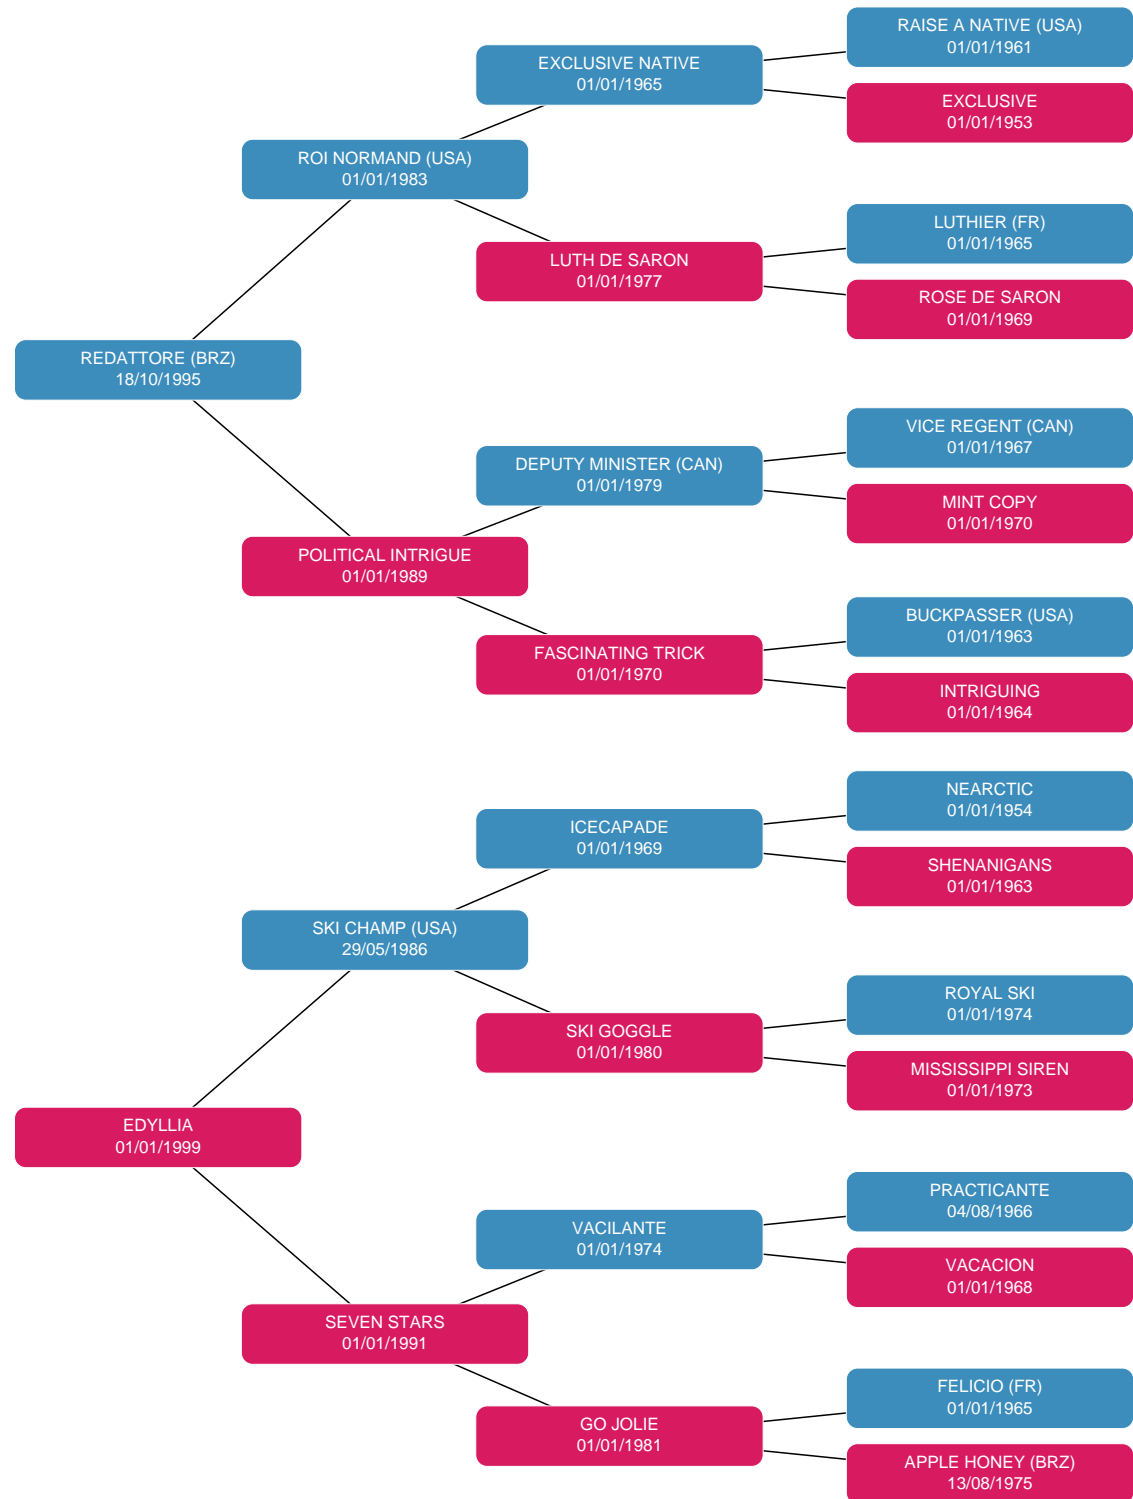 RAISE A NATIVE (USA)
01/01/1961
EXCLUSIVE NATIVE
01/01/1965
EXCLUSIVE
01/01/1953
ROI NORMAND (USA)
01/01/1983
LUTHIER (FR)
01/01/1965
LUTH DE SARON
01/01/1977
ROSE DE SARON
01/01/1969
REDATTORE (BRZ)
18/10/1995
VICE REGENT (CAN)
01/01/1967
DEPUTY MINISTER (CAN)
01/01/1979
MINT COPY
01/01/1970
POLITICAL INTRIGUE
01/01/1989
BUCKPASSER (USA)
01/01/1963
FASCINATING TRICK
01/01/1970
INTRIGUING
01/01/1964
NEARCTIC
01/01/1954
ICECAPADE
01/01/1969
SHENANIGANS
01/01/1963
SKI CHAMP (USA)
29/05/1986
ROYAL SKI
01/01/1974
SKI GOGGLE
01/01/1980
MISSISSIPPI SIREN
01/01/1973
EDYLLIA
01/01/1999
PRACTICANTE
04/08/1966
VACILANTE
01/01/1974
VACACION
01/01/1968
SEVEN STARS
01/01/1991
FELICIO (FR)
01/01/1965
GO JOLIE
01/01/1981
APPLE HONEY (BRZ)
13/08/1975